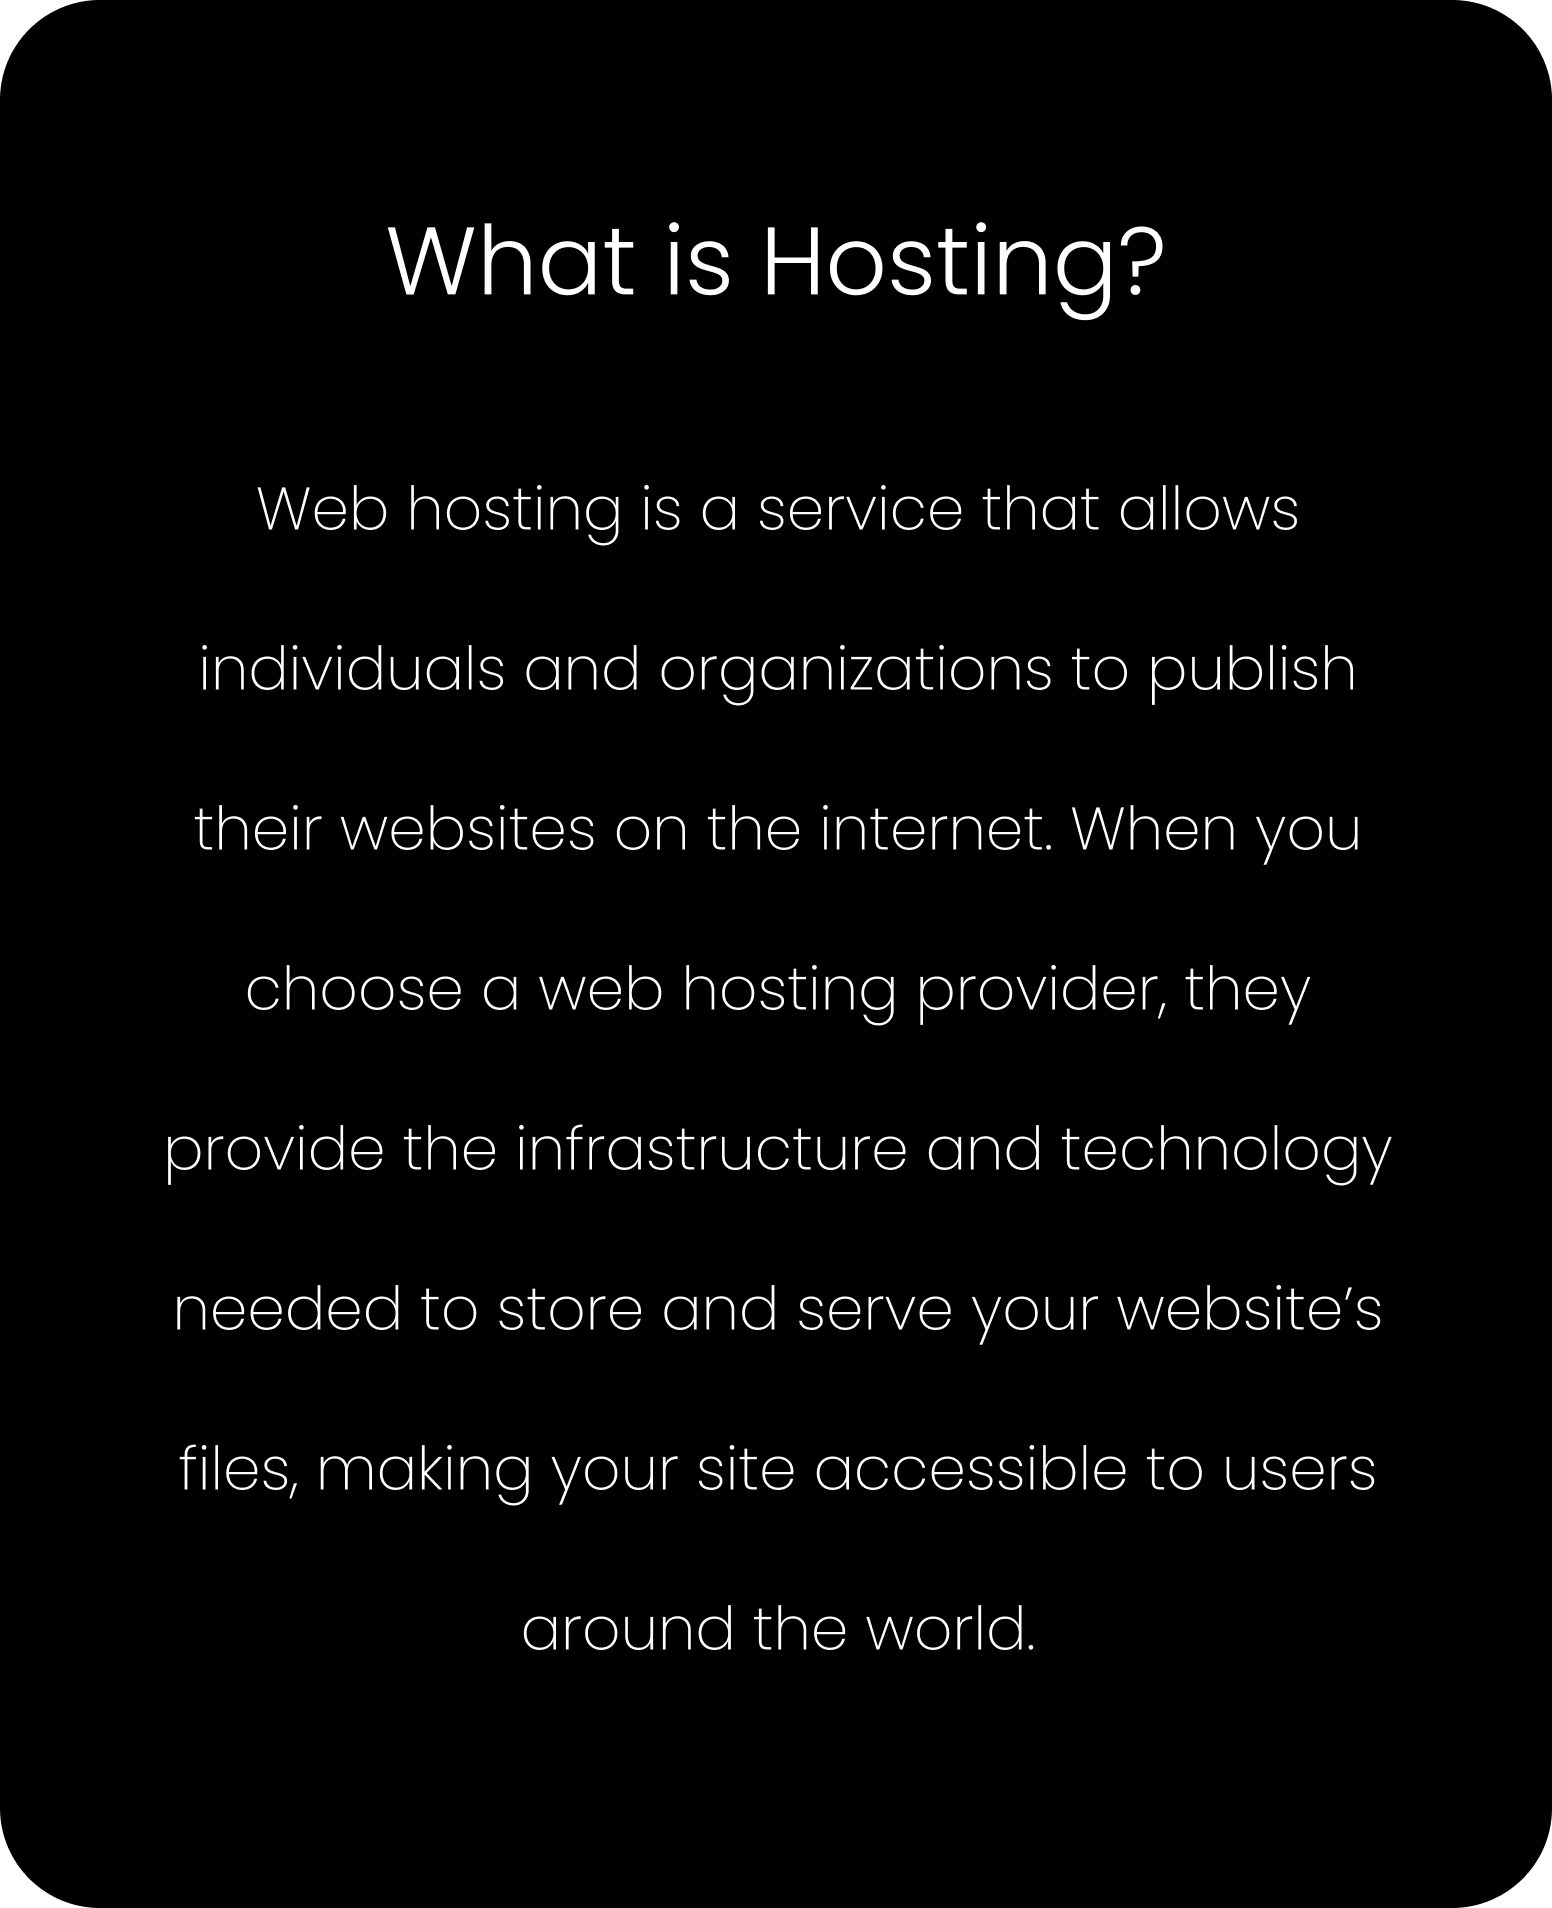 What is Hosting?
Web hosting is a service that allows
individuals and organizations to publish
their websites on the internet. When you
choose a web hosting provider, they
provide the infrastructure and technology
needed to store and serve your website’s
files, making your site accessible to users
around the world.